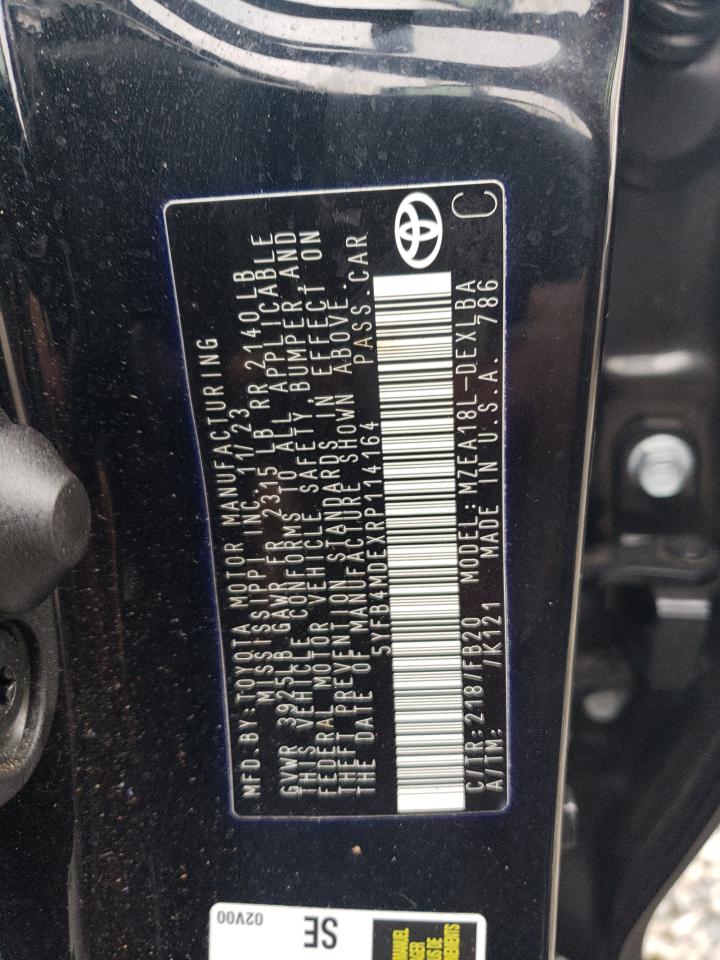 MFD. BY: TOYOTA MOTOR MANUFACTURING
MISSISSIPPI INC 11/23
GVWR 3925LB GAWR FR 2315 LB RR 2140LB
THIS VEHICLE CONFORMS TO ALL APPLICABLE
FEDERAL MOTOR VEHICLE SAFETY, BUMPER, AND
THEFT PREVENTION STANDARDS IN EFFECT ON
THE DATE OF MANUFACTURE SHOWN ABOVE.
5YFB4MDEXRP114164 PASS. CAR
C/TR: 218/FB20 MODEL: MZEA18L-DEXLBA
A/TM: /K121 MADE IN U.S.A. 786
C
SE
02V00
MANUEL